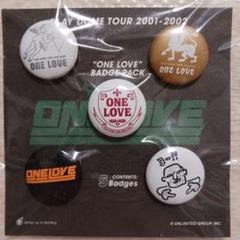 AY DOME TOUR 2001-2002
ONE LOVE
ONE LOVE
"ONE LOVE"
BADGE PACK
ONE
LOVE
ONE LOVE
ONELOVE
CONTENTS:
5 Badges
© UNLIMITED GROUP INC.